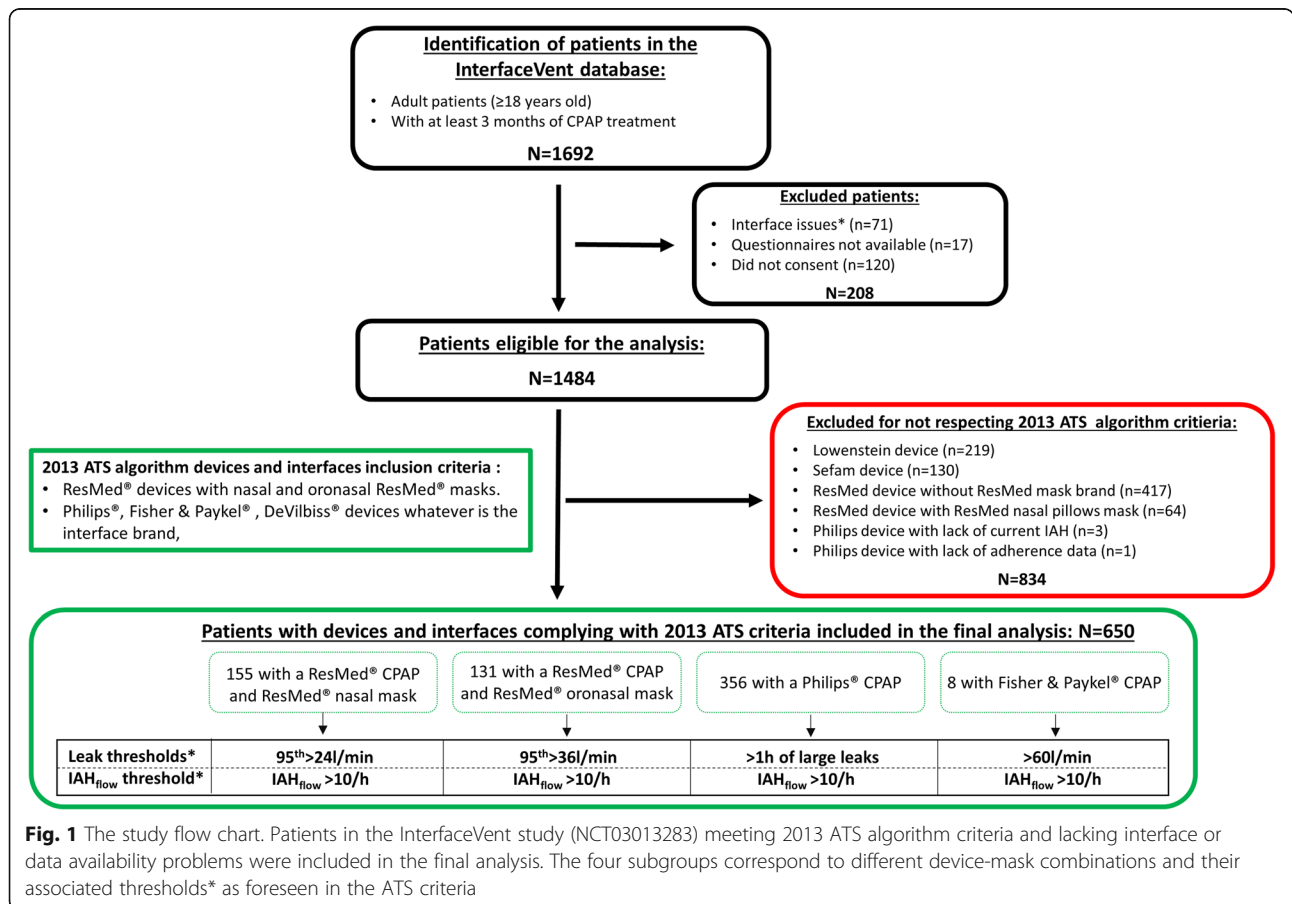 Identification of patients in the
InterfaceVent database:
• Adult patients (≥18 years old)
• With at least 3 months of CPAP treatment
N=1692
Excluded patients:
• Interface issues* (n=71)
• Questionnaires not available (n=17)
• Did not consent (n=120)
N=208
Patients eligible for the analysis:
N=1484
2013 ATS algorithm devices and interfaces inclusion criteria :
• ResMed® devices with nasal and oronasal ResMed® masks.
• Philips®, Fisher & Paykel® , DeVilbiss® devices whatever is the
interface brand,
Excluded for not respecting 2013 ATS algorithm critieria:
• Lowenstein device (n=219)
• Sefam device (n=130)
• ResMed device without ResMed mask brand (n=417)
• ResMed device with ResMed nasal pillows mask (n=64)
• Philips device with lack of current IAH (n=3)
• Philips device with lack of adherence data (n=1)
N=834
Patients with devices and interfaces complying with 2013 ATS criteria included in the final analysis: N=650
155 with a ResMed® CPAP
and ResMed® nasal mask
131 with a ResMed® CPAP
and ResMed® oronasal mask
356 with a Philips® CPAP
8 with Fisher & Paykel® CPAP
Leak thresholds* 95th>24l/min 95th>36l/min >1h of large leaks >60l/min
IAHflow threshold* IAHflow >10/h IAHflow >10/h IAHflow >10/h IAHflow >10/h
Fig. 1 The study flow chart. Patients in the InterfaceVent study (NCT03013283) meeting 2013 ATS algorithm criteria and lacking interface or
data availability problems were included in the final analysis. The four subgroups correspond to different device-mask combinations and their
associated thresholds* as foreseen in the ATS criteria